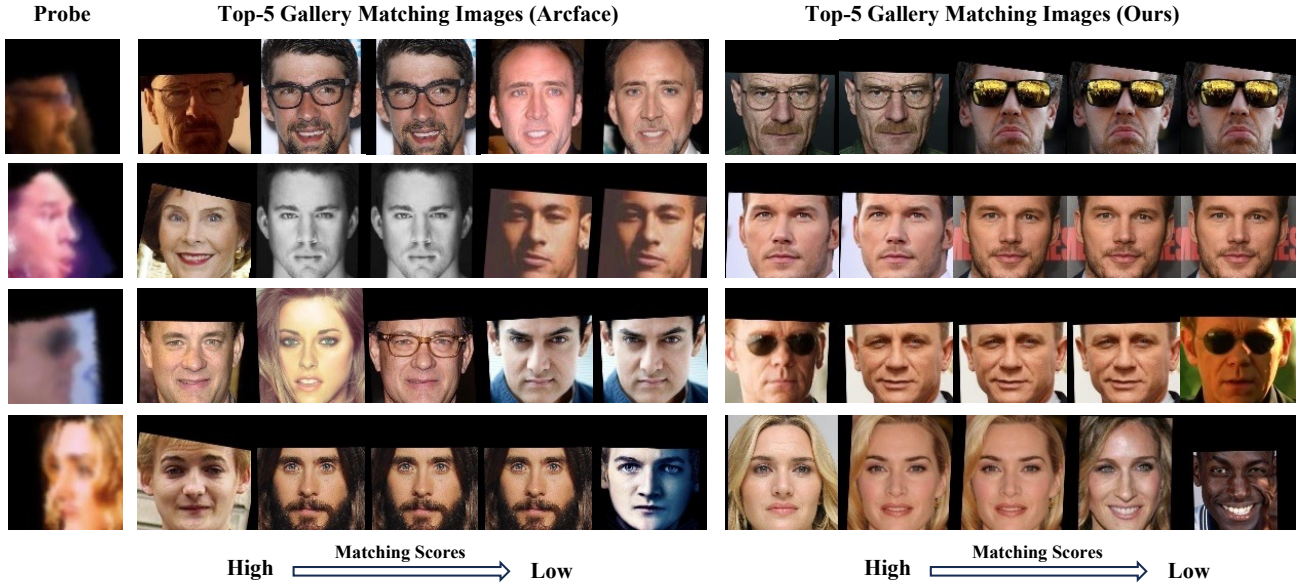 Probe
Top-5 Gallery Matching Images (Arcface)
Top-5 Gallery Matching Images (Ours)
High
Matching Scores
Low
High
Matching Scores
Low